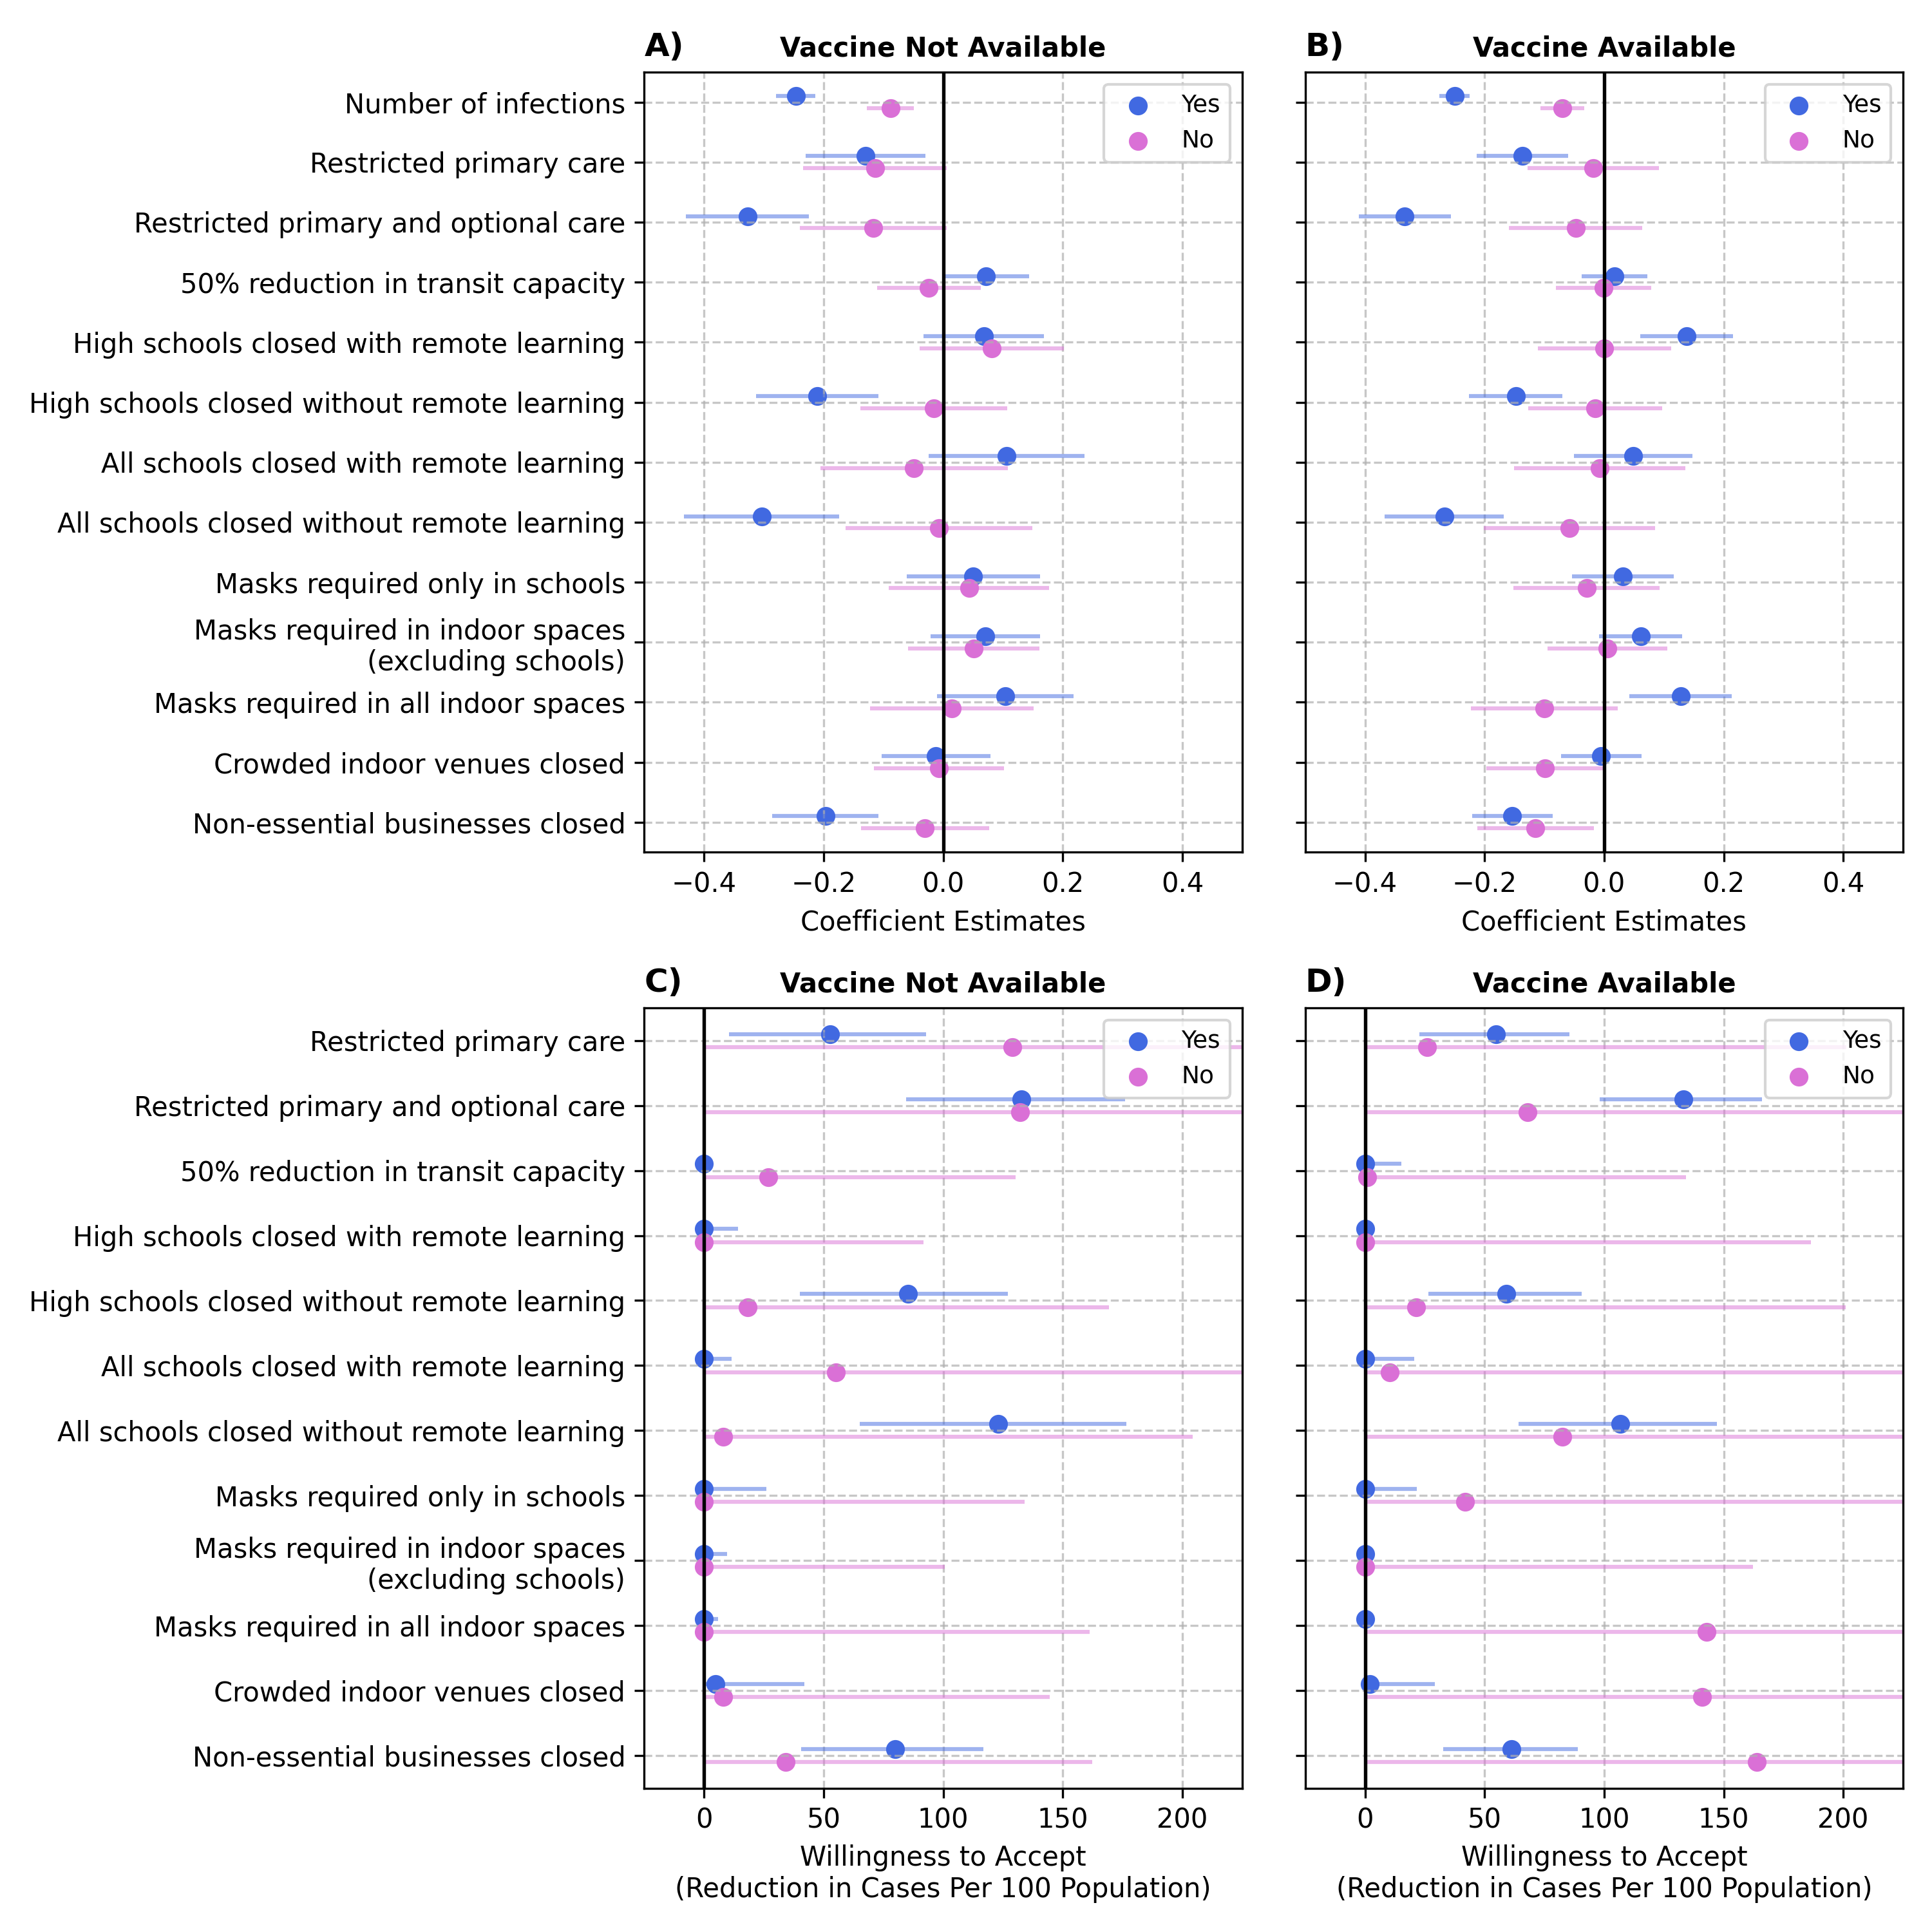 A) Vaccine Not Available
B) Vaccine Available
Number of infections
Restricted primary care
Restricted primary and optional care
50% reduction in transit capacity
High schools closed with remote learning
High schools closed without remote learning
All schools closed with remote learning
All schools closed without remote learning
Masks required only in schools
Masks required in indoor spaces
(excluding schools)
Masks required in all indoor spaces
Crowded indoor venues closed
Non-essential businesses closed
Yes
No
Yes
No
−0.4 −0.2 0.0 0.2 0.4
Coefficient Estimates
−0.4 −0.2 0.0 0.2 0.4
Coefficient Estimates
C) Vaccine Not Available
D) Vaccine Available
Restricted primary care
Restricted primary and optional care
50% reduction in transit capacity
High schools closed with remote learning
High schools closed without remote learning
All schools closed with remote learning
All schools closed without remote learning
Masks required only in schools
Masks required in indoor spaces
(excluding schools)
Masks required in all indoor spaces
Crowded indoor venues closed
Non-essential businesses closed
Yes
No
Yes
No
0 50 100 150 200
Willingness to Accept
(Reduction in Cases Per 100 Population)
0 50 100 150 200
Willingness to Accept
(Reduction in Cases Per 100 Population)